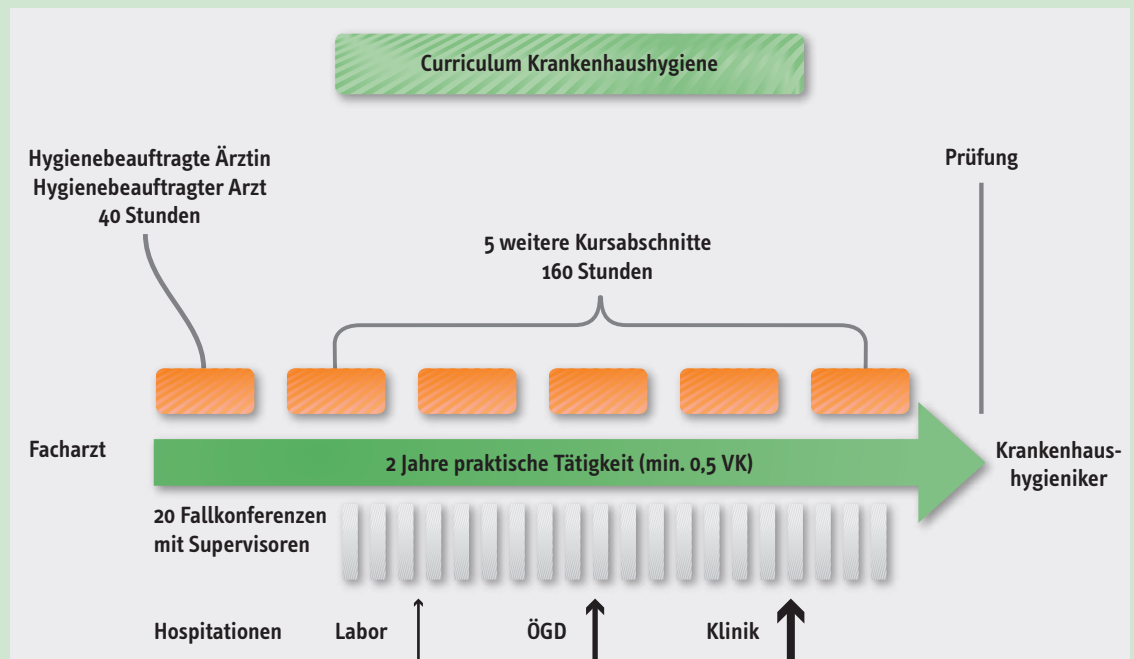 Curriculum Krankenhaushygiene
Hygienebeauftragte Ärztin
Hygienebeauftragter Arzt
40 Stunden
Prüfung
5 weitere Kursabschnitte
160 Stunden
Facharzt
2 Jahre praktische Tätigkeit (min. 0,5 VK)
Krankenhaus-
hygieniker
20 Fallkonferenzen
mit Supervisoren
Hospitationen
Labor
ÖGD
Klinik